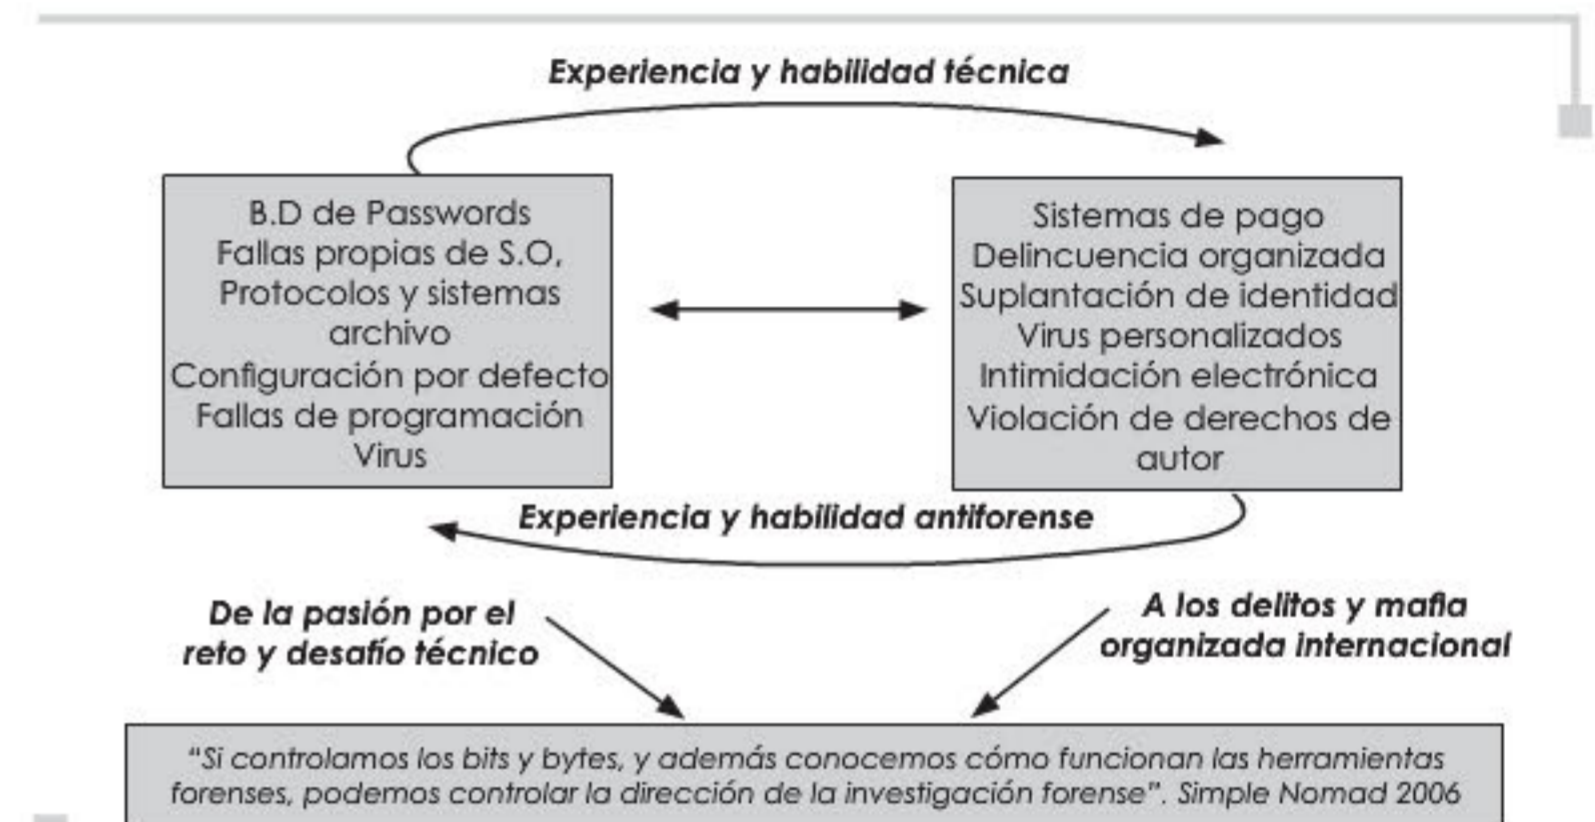 Experiencia y habilidad técnica
B.D de Passwords
Fallas propias de S.O,
Protocolos y sistemas
archivo
Configuración por defecto
Fallas de programación
Virus
Sistemas de pago
Delincuencia organizada
Suplantación de identidad
Virus personalizados
Intimidación electrónica
Violación de derechos de
autor
Experiencia y habilidad antiforense
De la pasión por el
reto y desafío técnico
A los delitos y mafia
organizada internacional
“Si controlamos los bits y bytes, y además conocemos cómo funcionan las herramientas
forenses, podemos controlar la dirección de la investigación forense”. Simple Nomad 2006